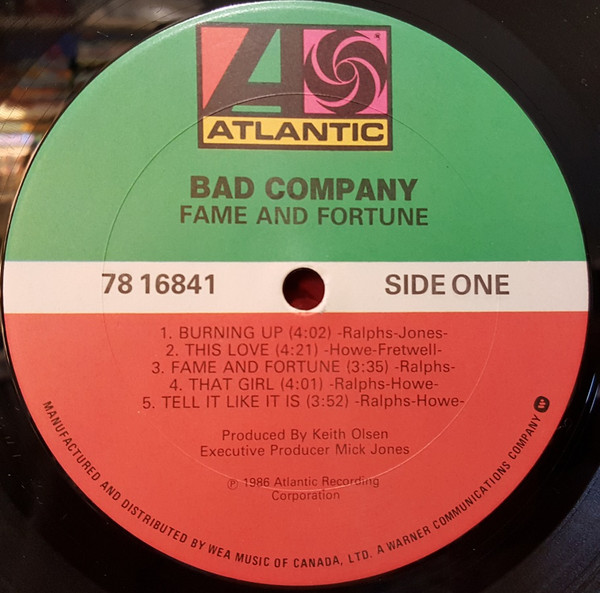 ATLANTIC
BAD COMPANY
FAME AND FORTUNE
78 16841
SIDE ONE
1. BURNING UP (4:02) -Ralphs-Jones-
2. THIS LOVE (4:21) -Howe-Fretwell-
3. FAME AND FORTUNE (3:35) -Ralphs-
4. THAT GIRL (4:01) -Ralphs-Howe-
5. TELL IT LIKE IT IS (3:52) -Ralphs-Howe-
Produced By Keith Olsen
Executive Producer Mick Jones
℗ 1986 Atlantic Recording
Corporation
MANUFACTURED AND DISTRIBUTED BY WEA MUSIC OF CANADA, LTD. A WARNER COMMUNICATIONS COMPANY